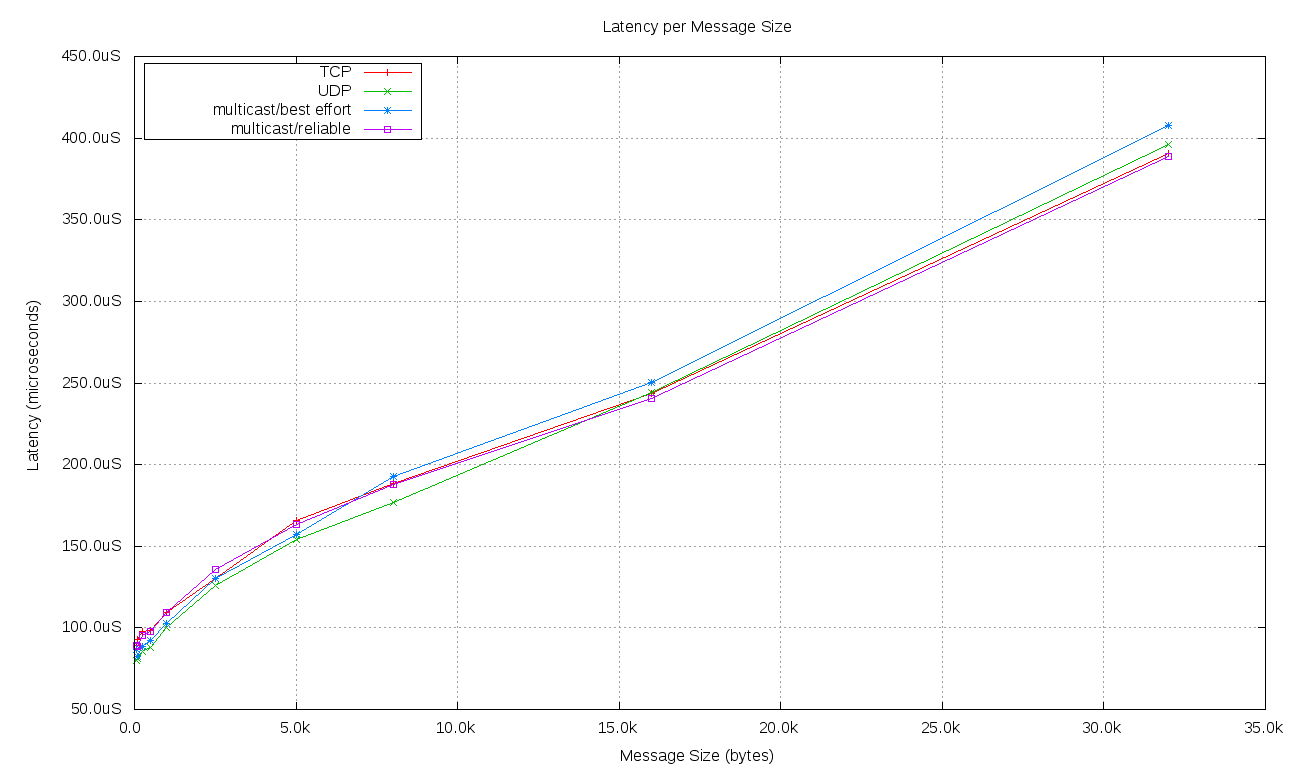 Latency per Message Size
450.0uS
400.0uS
350.0uS
300.0uS
250.0uS
200.0uS
150.0uS
100.0uS
50.0uS
Latency (microseconds)
TCP
UDP
multicast/best effort
multicast/reliable
0.0
5.0k
10.0k
15.0k
20.0k
25.0k
30.0k
35.0k
Message Size (bytes)